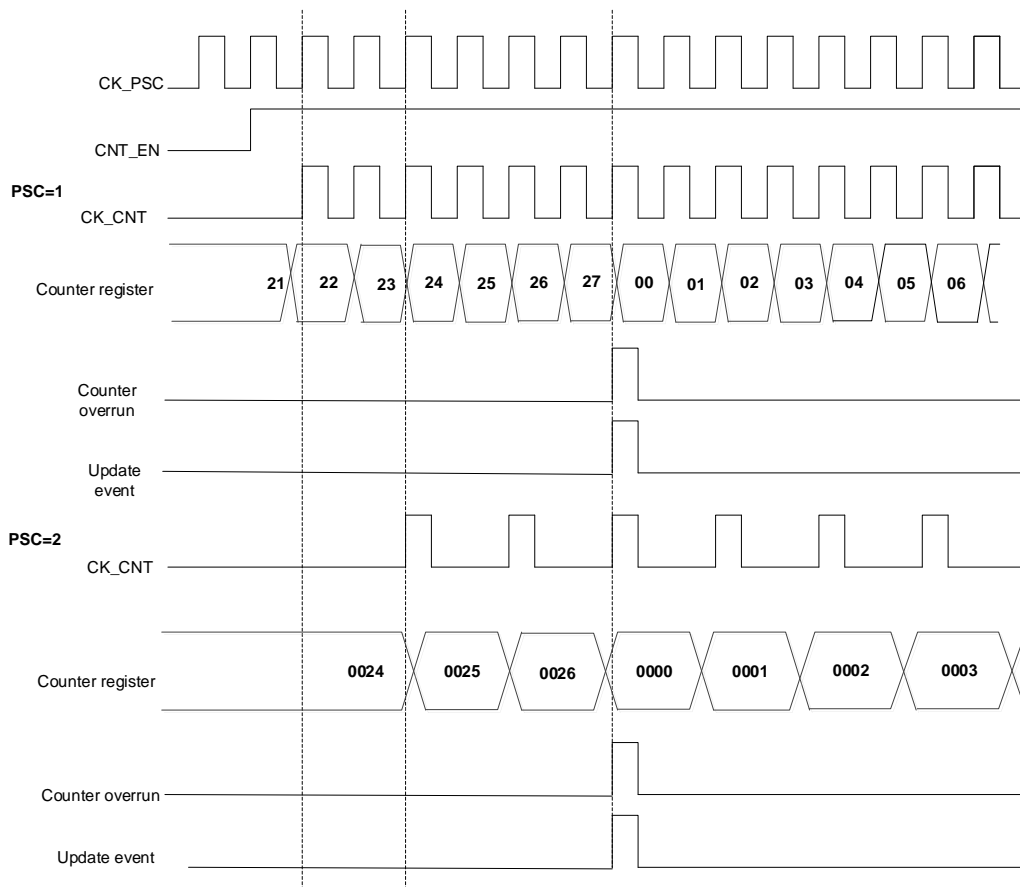 CK_PSC
CNT_EN
PSC=1
CK_CNT
Counter register 21 22 23 24 25 26 27 00 01 02 03 04 05 06
Counter
overrun
Update
event
PSC=2
CK_CNT
Counter register 0024 0025 0026 0000 0001 0002 0003
Counter overrun
Update event